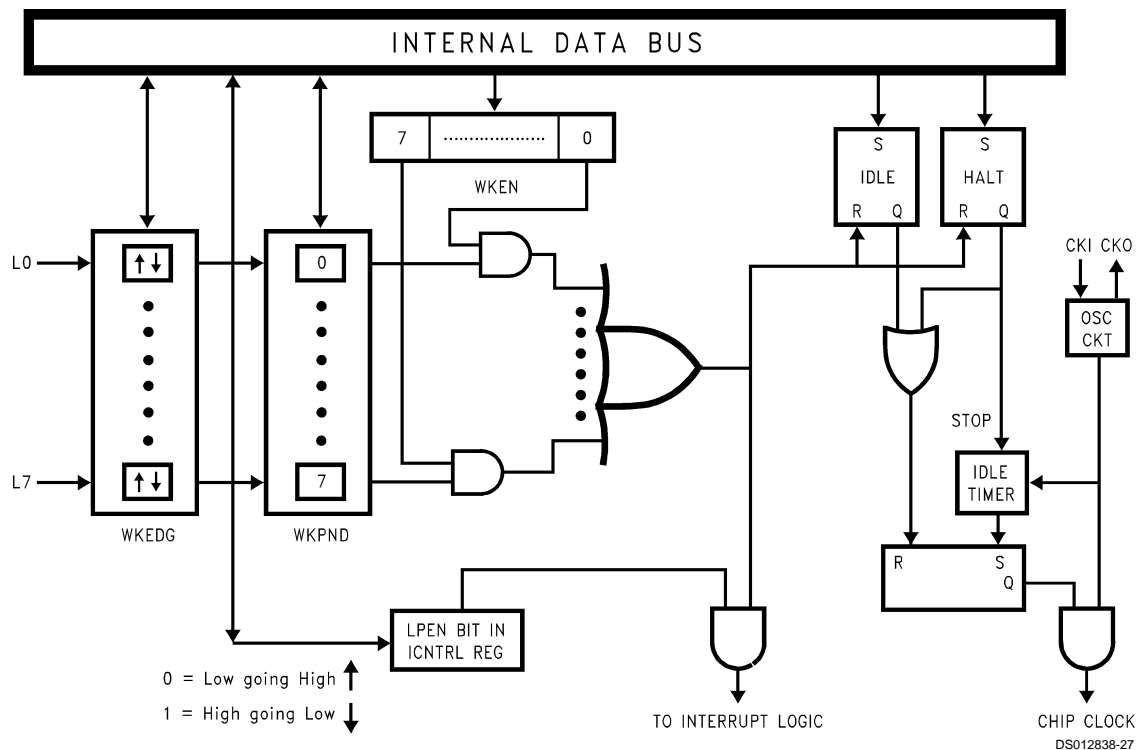 INTERNAL DATA BUS
7 ................... 0
WKEN
S
IDLE
R Q
S
HALT
R Q
CKI CKO
OSC
CKT
L0
0
L7
7
WKEDG
WKPND
STOP
IDLE
TIMER
R S
Q
LPEN BIT IN
ICNTRL REG
0 = Low going High ↑
1 = High going Low ↓
TO INTERRUPT LOGIC
CHIP CLOCK
DS012838-27